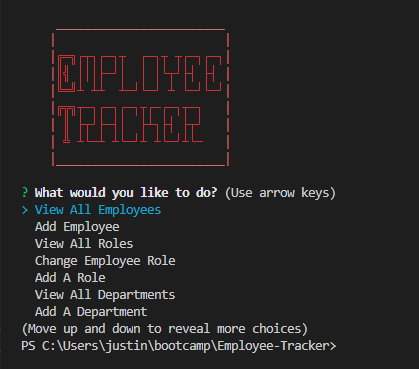 EMPLOYEE
TRACKER
? What would you like to do? (Use arrow keys)
> View All Employees
Add Employee
View All Roles
Change Employee Role
Add A Role
View All Departments
Add A Department
(Move up and down to reveal more choices)
PS C:\Users\justin\bootcamp\Employee-Tracker>